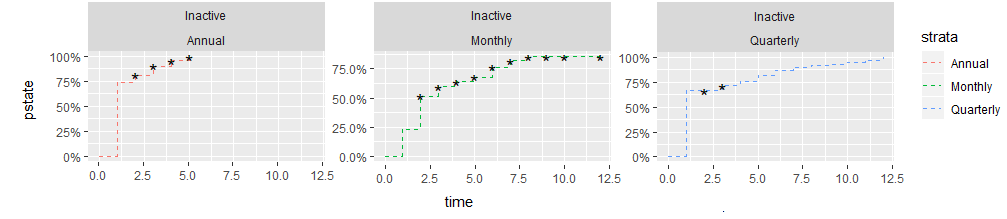 Inactive
Annual
100%
75%
50%
25%
0%
0.0 2.5 5.0 7.5 10.0 12.5
pstate
Inactive
Monthly
75.0%
50.0%
25.0%
0.0%
0.0 2.5 5.0 7.5 10.0 12.5
time
Inactive
Quarterly
100%
75%
50%
25%
0%
0.0 2.5 5.0 7.5 10.0 12.5
strata
Annual
Monthly
Quarterly